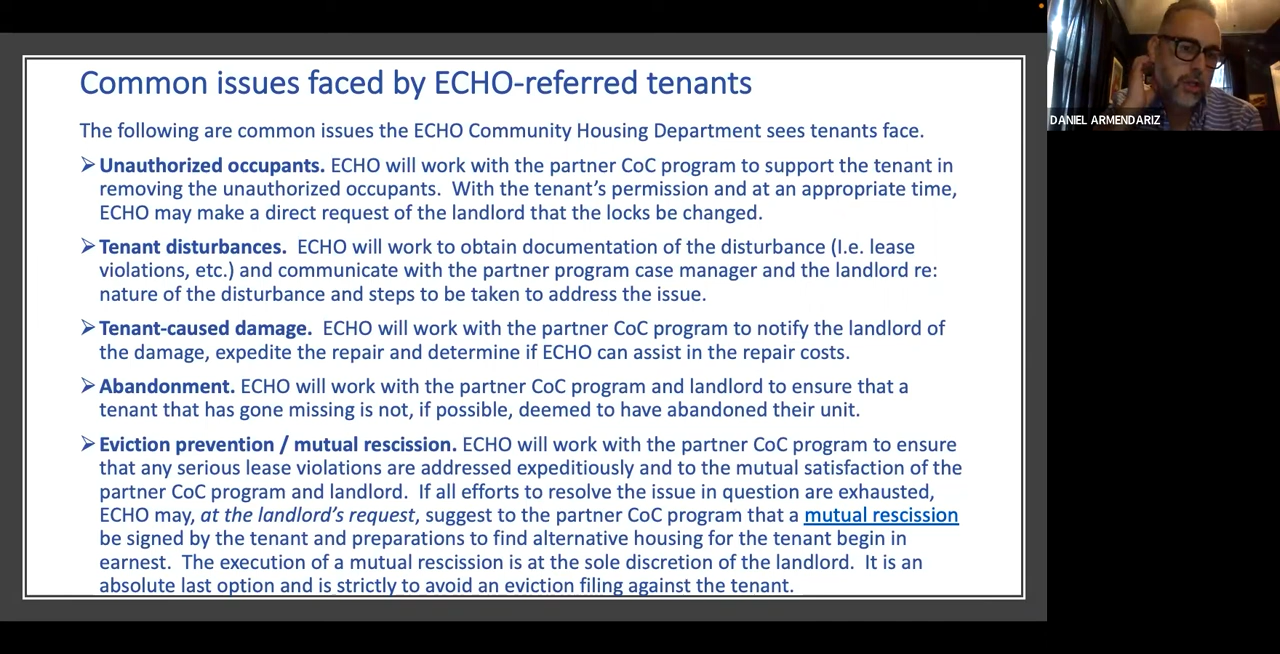 Common issues faced by ECHO-referred tenants
The following are common issues the ECHO Community Housing Department sees tenants face.
Unauthorized occupants. ECHO will work with the partner CoC program to support the tenant in
removing the unauthorized occupants. With the tenant's permission and at an appropriate time,
ECHO may make a direct request of the landlord that the locks be changed.
Tenant disturbances. ECHO will work to obtain documentation of the disturbance (I.e. lease
violations, etc.) and communicate with the partner program case manager and the landlord re:
nature of the disturbance and steps to be taken to address the issue.
Tenant-caused damage. ECHO will work with the partner CoC program to notify the landlord of
the damage, expedite the repair and determine if ECHO can assist in the repair costs.
Abandonment. ECHO will work with the partner CoC program and landlord to ensure that a
tenant that has gone missing is not, if possible, deemed to have abandoned their unit.
Eviction prevention / mutual rescission. ECHO will work with the partner CoC program to ensure
that any serious lease violations are addressed expeditiously and to the mutual satisfaction of the
partner CoC program and landlord. If all efforts to resolve the issue in question are exhausted,
ECHO may, at the landlord's request, suggest to the partner CoC program that a mutual rescission
be signed by the tenant and preparations to find alternative housing for the tenant begin in
earnest. The execution of a mutual rescission is at the sole discretion of the landlord. It is an
absolute last option and is strictly to avoid an eviction filing against the tenant.
DANIEL ARMENDARIZ